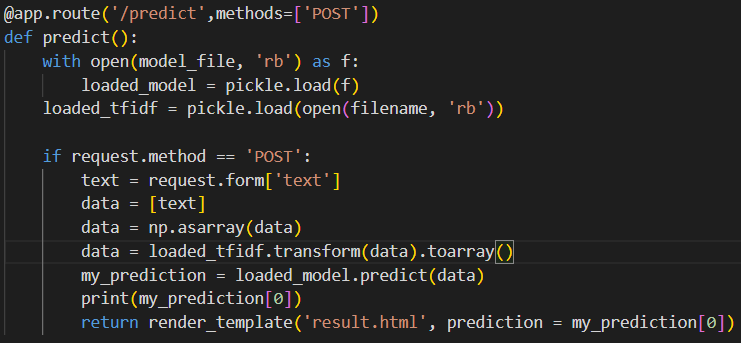 @app.route('/predict',methods=['POST'])
def predict():
    with open(model_file, 'rb') as f:
        loaded_model = pickle.load(f)
    loaded_tfidf = pickle.load(open(filename, 'rb'))

    if request.method == 'POST':
        text = request.form['text']
        data = [text]
        data = np.asarray(data)
        data = loaded_tfidf.transform(data).toarray()
        my_prediction = loaded_model.predict(data)
        print(my_prediction[0])
        return render_template('result.html', prediction = my_prediction[0])